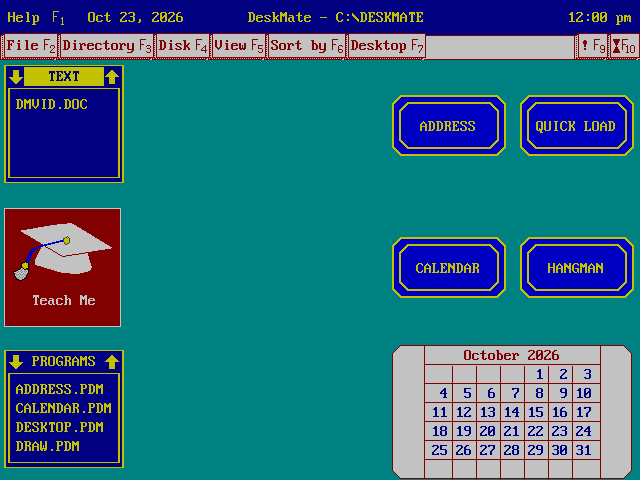 Help F1 Oct 23, 2026 DeskMate - C:\DESKMATE 12:00 pm
File F2 Directory F3 Disk F4 View F5 Sort by F6 Desktop F7 ! F9 F10
TEXT
DMVID.DOC
ADDRESS
QUICK LOAD
Teach Me
CALENDAR
HANGMAN
PROGRAMS
ADDRESS.PDM
CALENDAR.PDM
DESKTOP.PDM
DRAW.PDM
October 2026
1 2 3
4 5 6 7 8 9 10
11 12 13 14 15 16 17
18 19 20 21 22 23 24
25 26 27 28 29 30 31